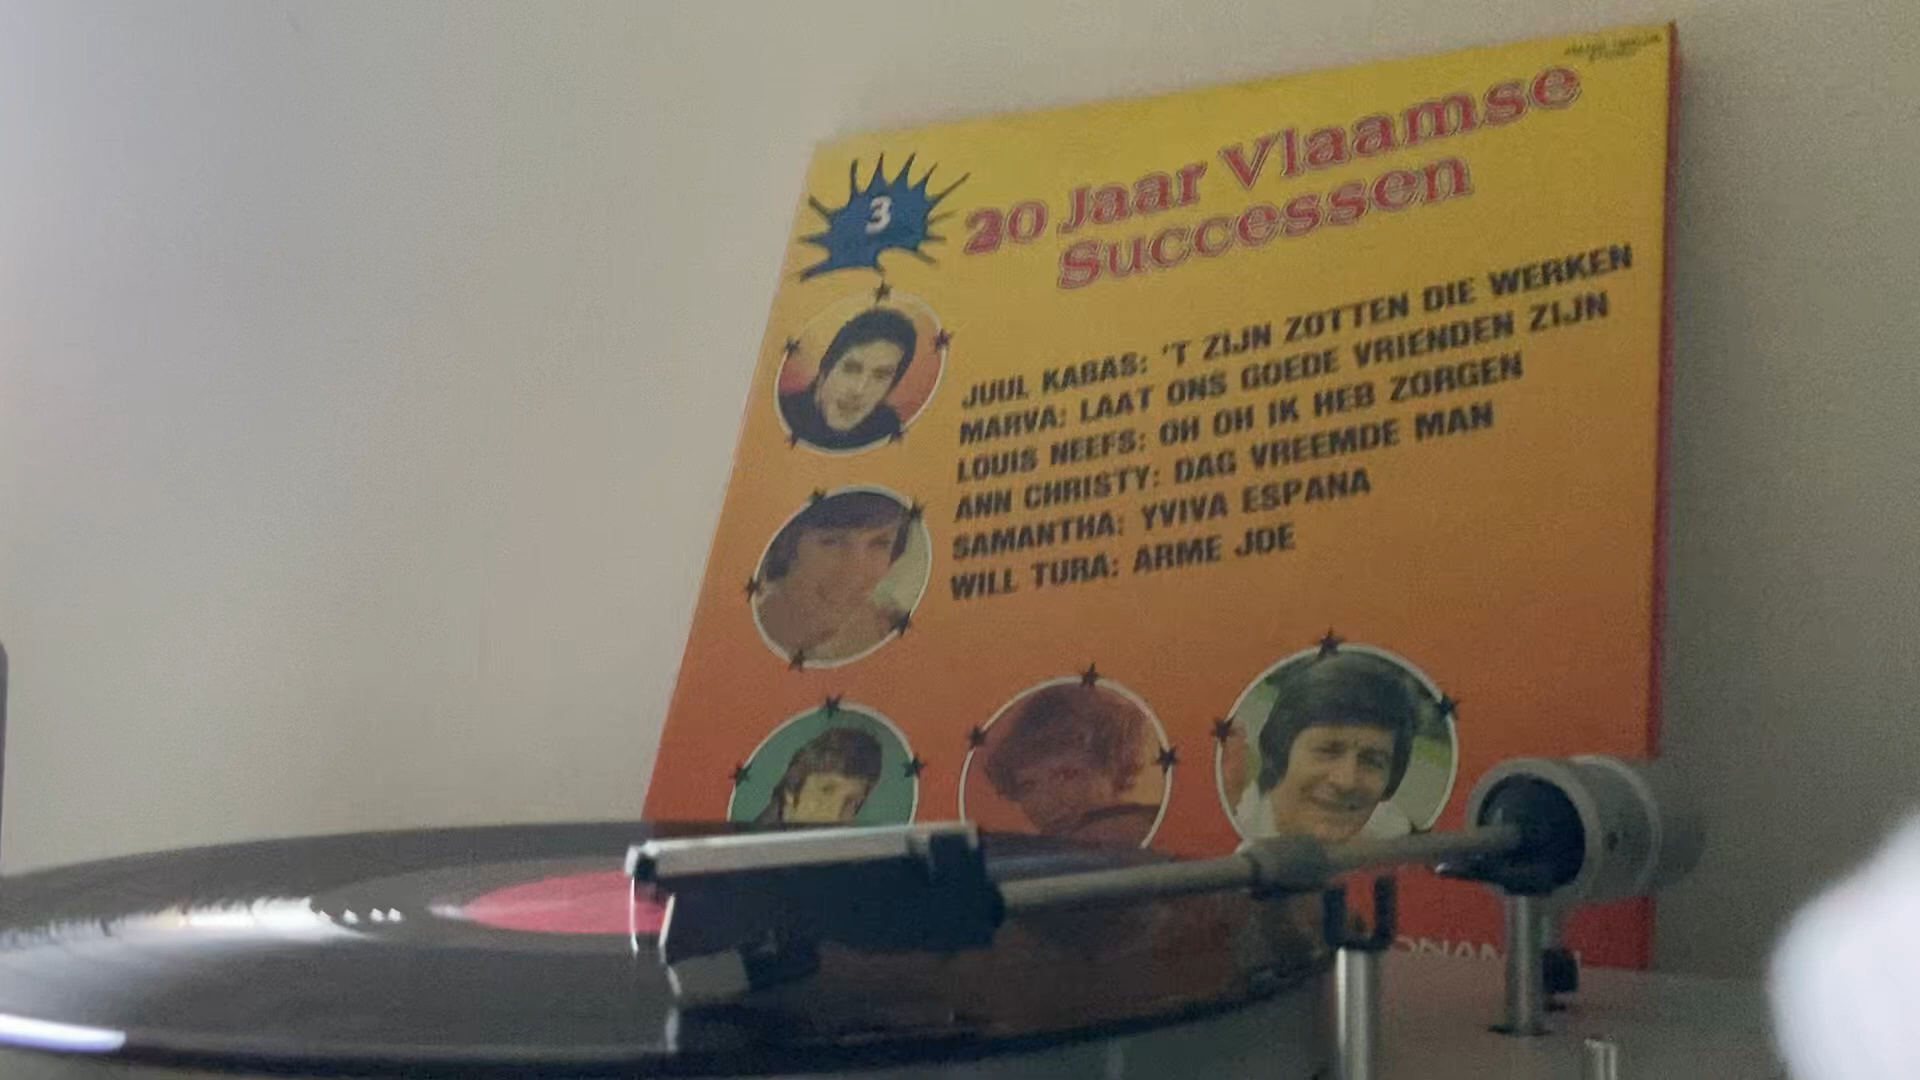 3
20 Jaar Vlaamse
Successen
JUUL KABAS: 'T ZIJN ZOTTEN DIE WERKEN
MARVA: LAAT ONS GOEDE VRIENDEN ZIJN
LOUIS NEEFS: OH OH IK HEB ZORGEN
ANN CHRISTY: DAG VREEMDE MAN
SAMANTHA: YVIVA ESPANA
WILL TURA: ARME JOE